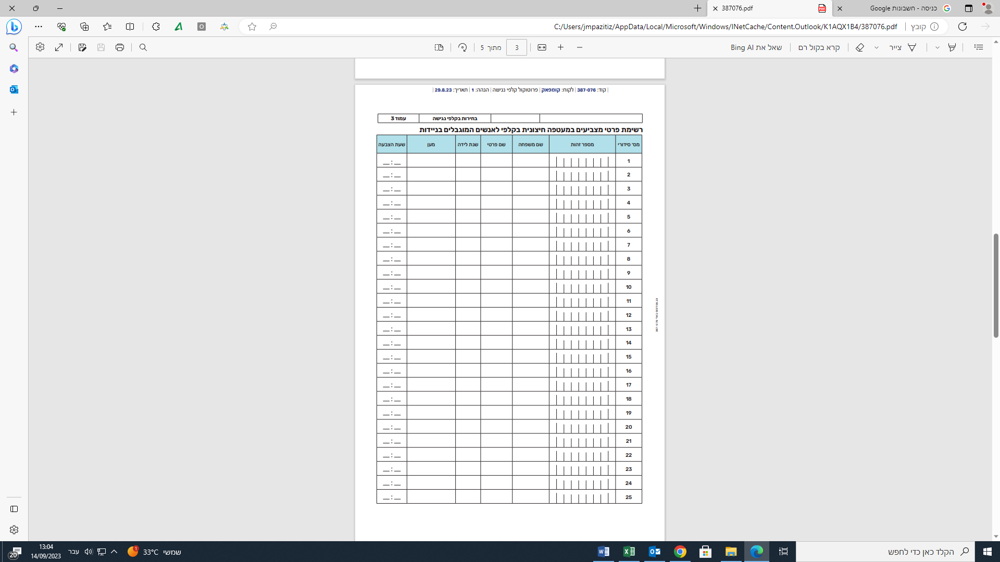 כניסה - חשבונות Google
387076.pdf
קובץ
C:/Users/jmpazitiz/AppData/Local/Microsoft/Windows/INetCache/Content.Outlook/K1AQX1B4/387076.pdf
צייר
קרא בקול רם
שאל את Bing AI
3
מתוך 5
| קוד: 387-076 | לקוח: קומפאק | פרוטוקול קלפי נגישה | הגהה: 1 | תאריך: 29.8.23 |
בחירות בקלפי נגישה
עמוד 3
רשימת פרטי מצביעים במעטפה חיצונית בקלפי לאנשים המוגבלים בניידות
מס׳ סידורי מספר זהות שם משפחה שם פרטי שנת לידה מען שעת הצבעה
1 __ : __
2 __ : __
3 __ : __
4 __ : __
5 __ : __
6 __ : __
7 __ : __
8 __ : __
9 __ : __
10 __ : __
11 __ : __
12 __ : __
13 __ : __
14 __ : __
15 __ : __
16 __ : __
17 __ : __
18 __ : __
19 __ : __
20 __ : __
21 __ : __
22 __ : __
23 __ : __
24 __ : __
25 __ : __
הקלד כאן כדי לחפש
33°C שמשי
1
עבר
13:04
14/09/2023
20